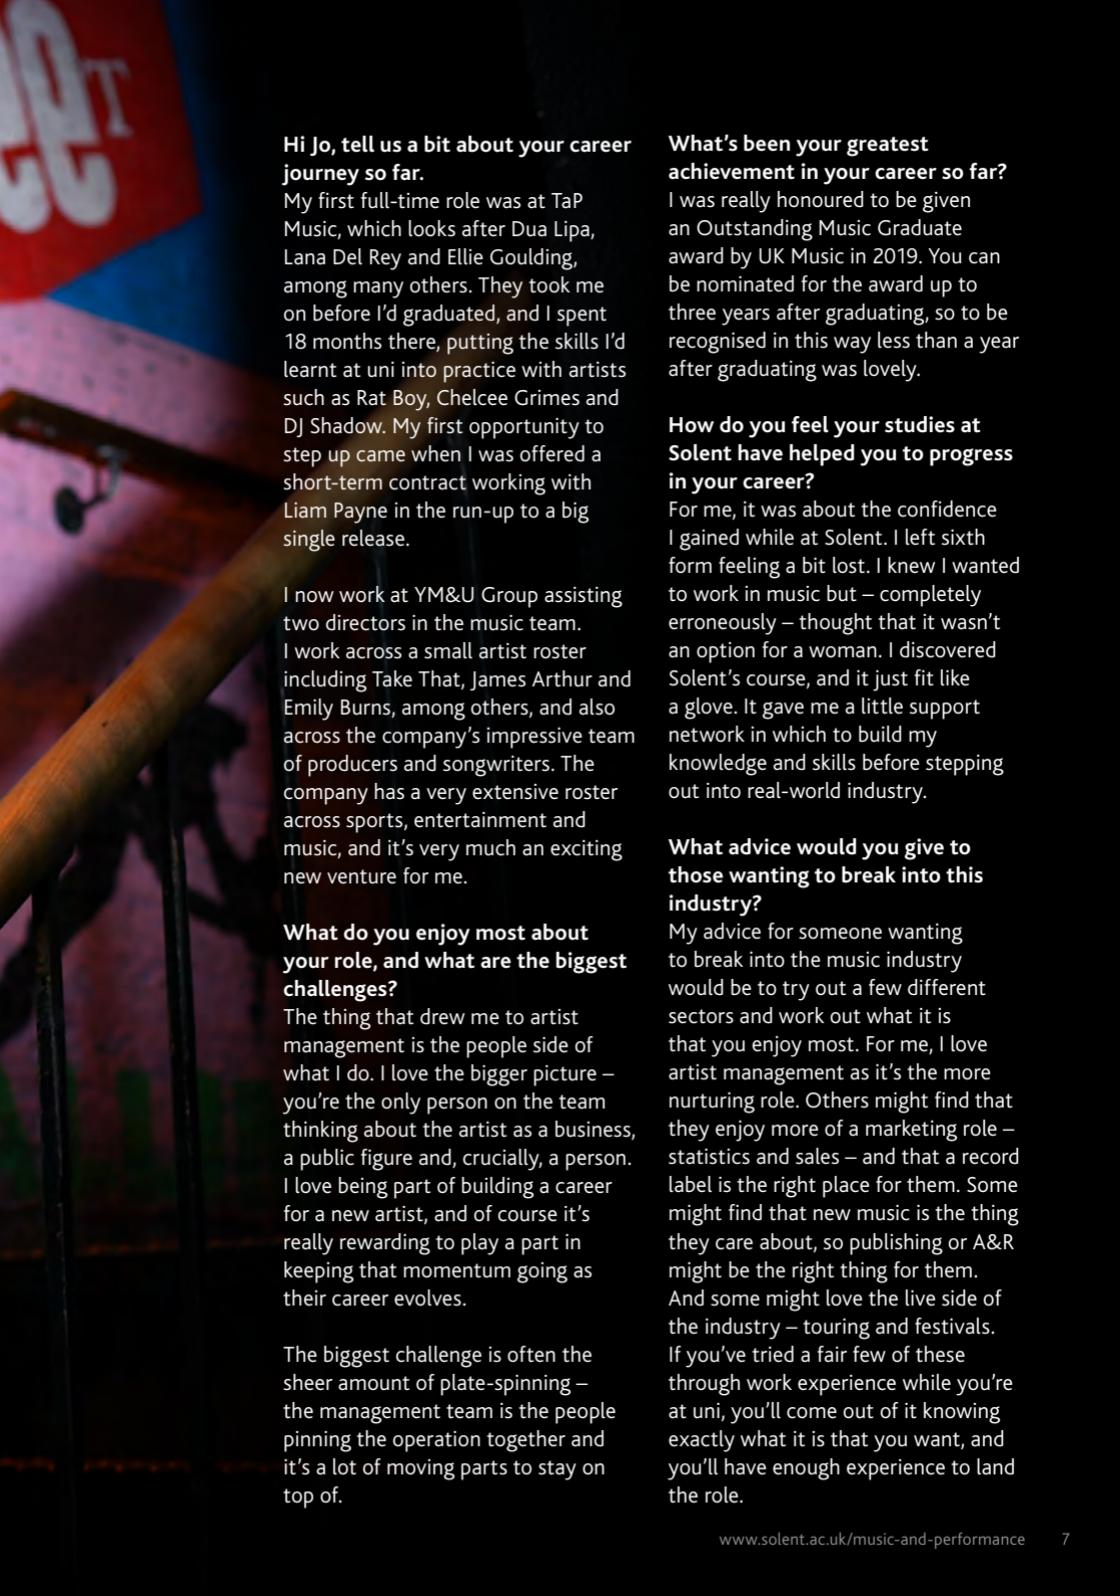 Hi Jo, tell us a bit about your career
journey so far.
My first full-time role was at TaP
Music, which looks after Dua Lipa,
Lana Del Rey and Ellie Goulding,
among many others. They took me
on before I’d graduated, and I spent
18 months there, putting the skills I’d
learnt at uni into practice with artists
such as Rat Boy, Chelcee Grimes and
DJ Shadow. My first opportunity to
step up came when I was offered a
short-term contract working with
Liam Payne in the run-up to a big
single release.
I now work at YM&U Group assisting
two directors in the music team.
I work across a small artist roster
including Take That, James Arthur and
Emily Burns, among others, and also
across the company’s impressive team
of producers and songwriters. The
company has a very extensive roster
across sports, entertainment and
music, and it’s very much an exciting
new venture for me.
What do you enjoy most about
your role, and what are the biggest
challenges?
The thing that drew me to artist
management is the people side of
what I do. I love the bigger picture –
you’re the only person on the team
thinking about the artist as a business,
a public figure and, crucially, a person.
I love being part of building a career
for a new artist, and of course it’s
really rewarding to play a part in
keeping that momentum going as
their career evolves.
The biggest challenge is often the
sheer amount of plate-spinning –
the management team is the people
pinning the operation together and
it’s a lot of moving parts to stay on
top of.
What’s been your greatest
achievement in your career so far?
I was really honoured to be given
an Outstanding Music Graduate
award by UK Music in 2019. You can
be nominated for the award up to
three years after graduating, so to be
recognised in this way less than a year
after graduating was lovely.
How do you feel your studies at
Solent have helped you to progress
in your career?
For me, it was about the confidence
I gained while at Solent. I left sixth
form feeling a bit lost. I knew I wanted
to work in music but – completely
erroneously – thought that it wasn’t
an option for a woman. I discovered
Solent’s course, and it just fit like
a glove. It gave me a little support
network in which to build my
knowledge and skills before stepping
out into real-world industry.
What advice would you give to
those wanting to break into this
industry?
My advice for someone wanting
to break into the music industry
would be to try out a few different
sectors and work out what it is
that you enjoy most. For me, I love
artist management as it’s the more
nurturing role. Others might find that
they enjoy more of a marketing role –
statistics and sales – and that a record
label is the right place for them. Some
might find that new music is the thing
they care about, so publishing or A&R
might be the right thing for them.
And some might love the live side of
the industry – touring and festivals.
If you’ve tried a fair few of these
through work experience while you’re
at uni, you’ll come out of it knowing
exactly what it is that you want, and
you’ll have enough experience to land
the role.
www.solent.ac.uk/music-and-performance 7